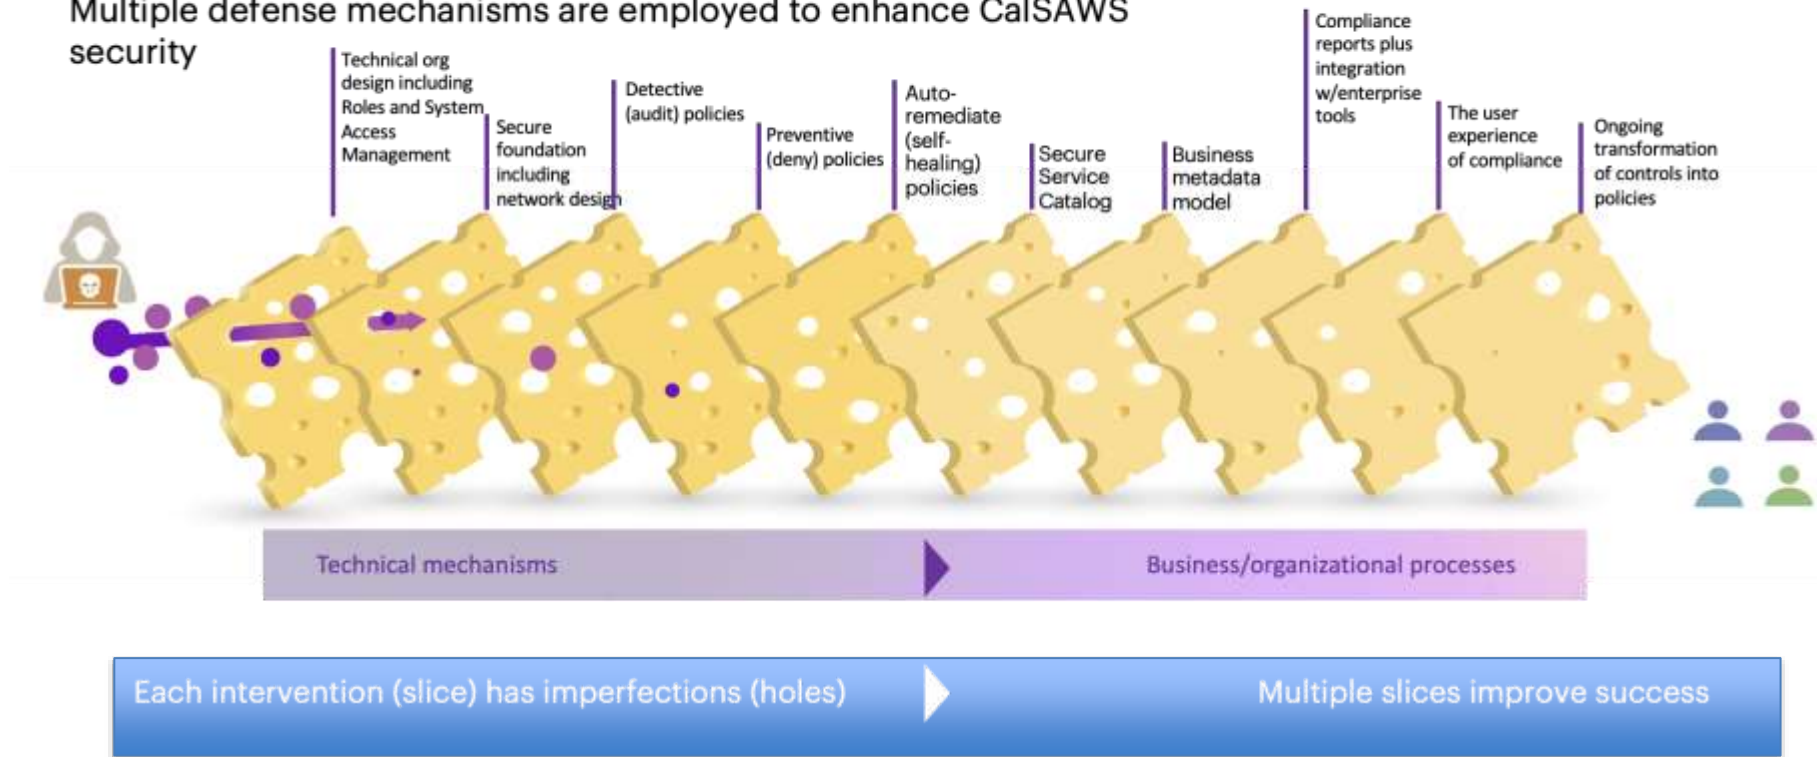 Multiple defense mechanisms are employed to enhance CalSAWS
security
Technical org
design including
Roles and System
Access
Management
Secure
foundation
including
network design
Detective
(audit) policies
Preventive
(deny) policies
Auto-
remediate
(self-
healing)
policies
Secure
Service
Catalog
Business
metadata
model
Compliance
reports plus
integration
w/enterprise
tools
The user
experience
of compliance
Ongoing
transformation
of controls into
policies
Technical mechanisms
Business/organizational processes
Each intervention (slice) has imperfections (holes)
Multiple slices improve success